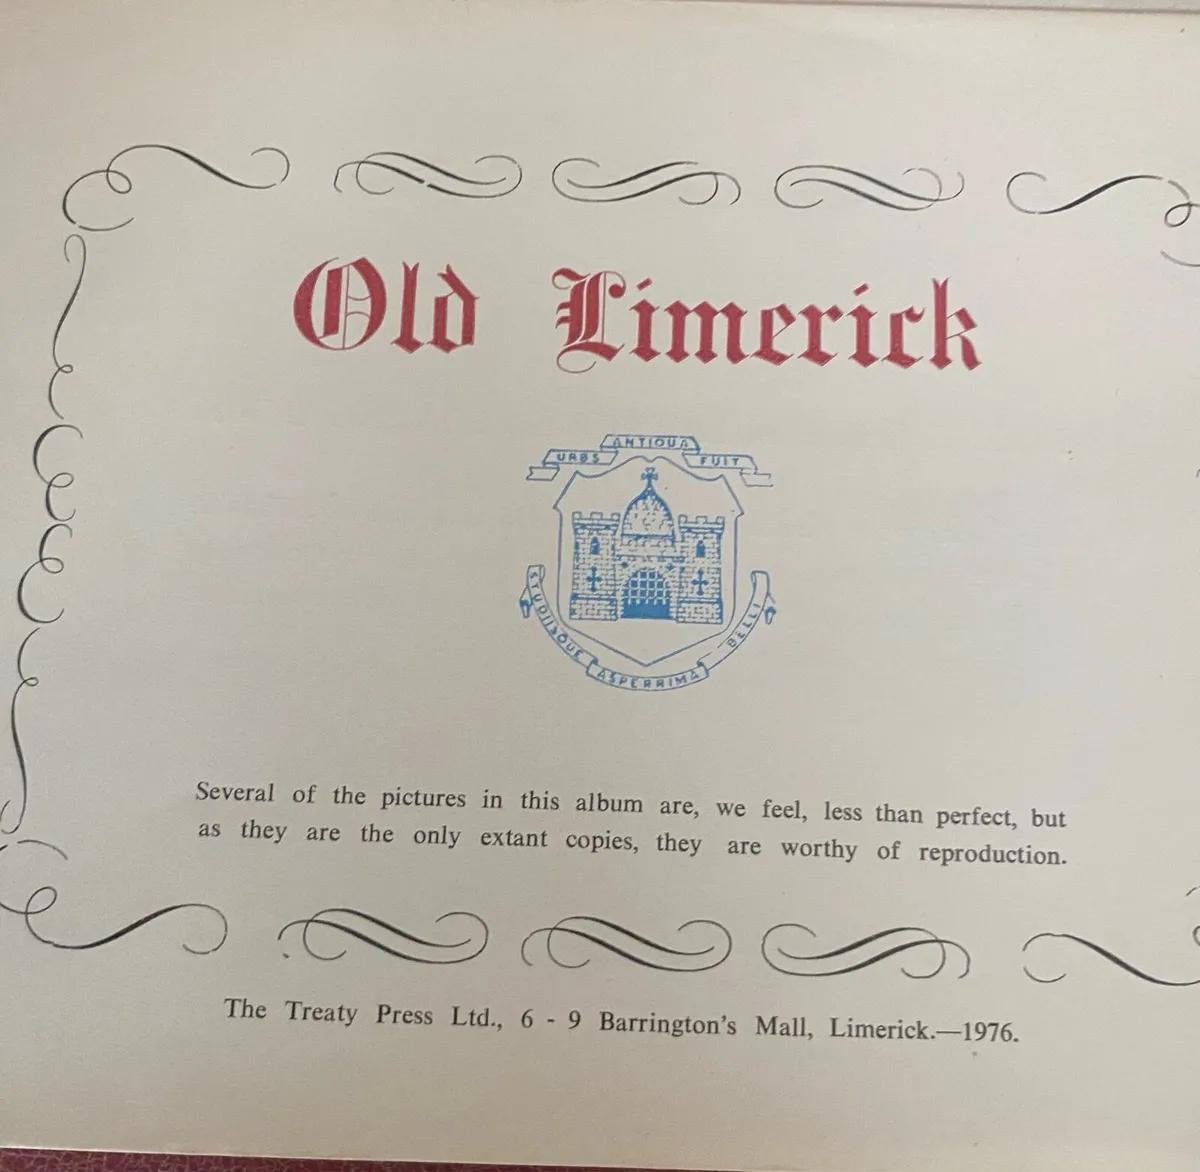 Old Limerick
URBS ANTIQUA FUIT
STUDIISQUE ASPERRIMA BELLI
Several of the pictures in this album are, we feel, less than perfect, but
as they are the only extant copies, they are worthy of reproduction.
The Treaty Press Ltd., 6 - 9 Barrington's Mall, Limerick.—1976.